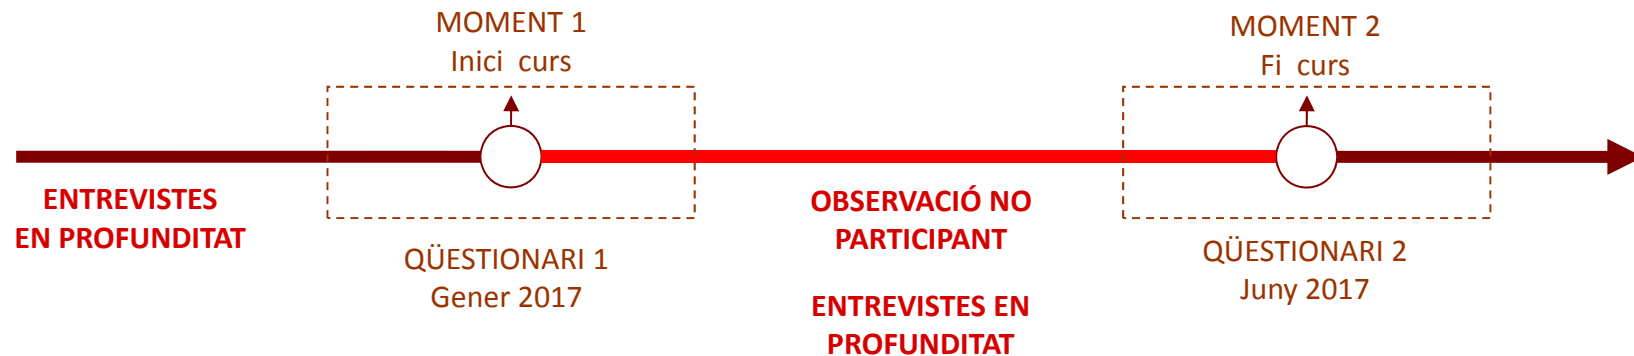 MOMENT 1
Inici curs
MOMENT 2
Fi curs
ENTREVISTES
EN PROFUNDITAT
QÜESTIONARI 1
Gener 2017
OBSERVACIÓ NO
PARTICIPANT
ENTREVISTES EN
PROFUNDITAT
QÜESTIONARI 2
Juny 2017